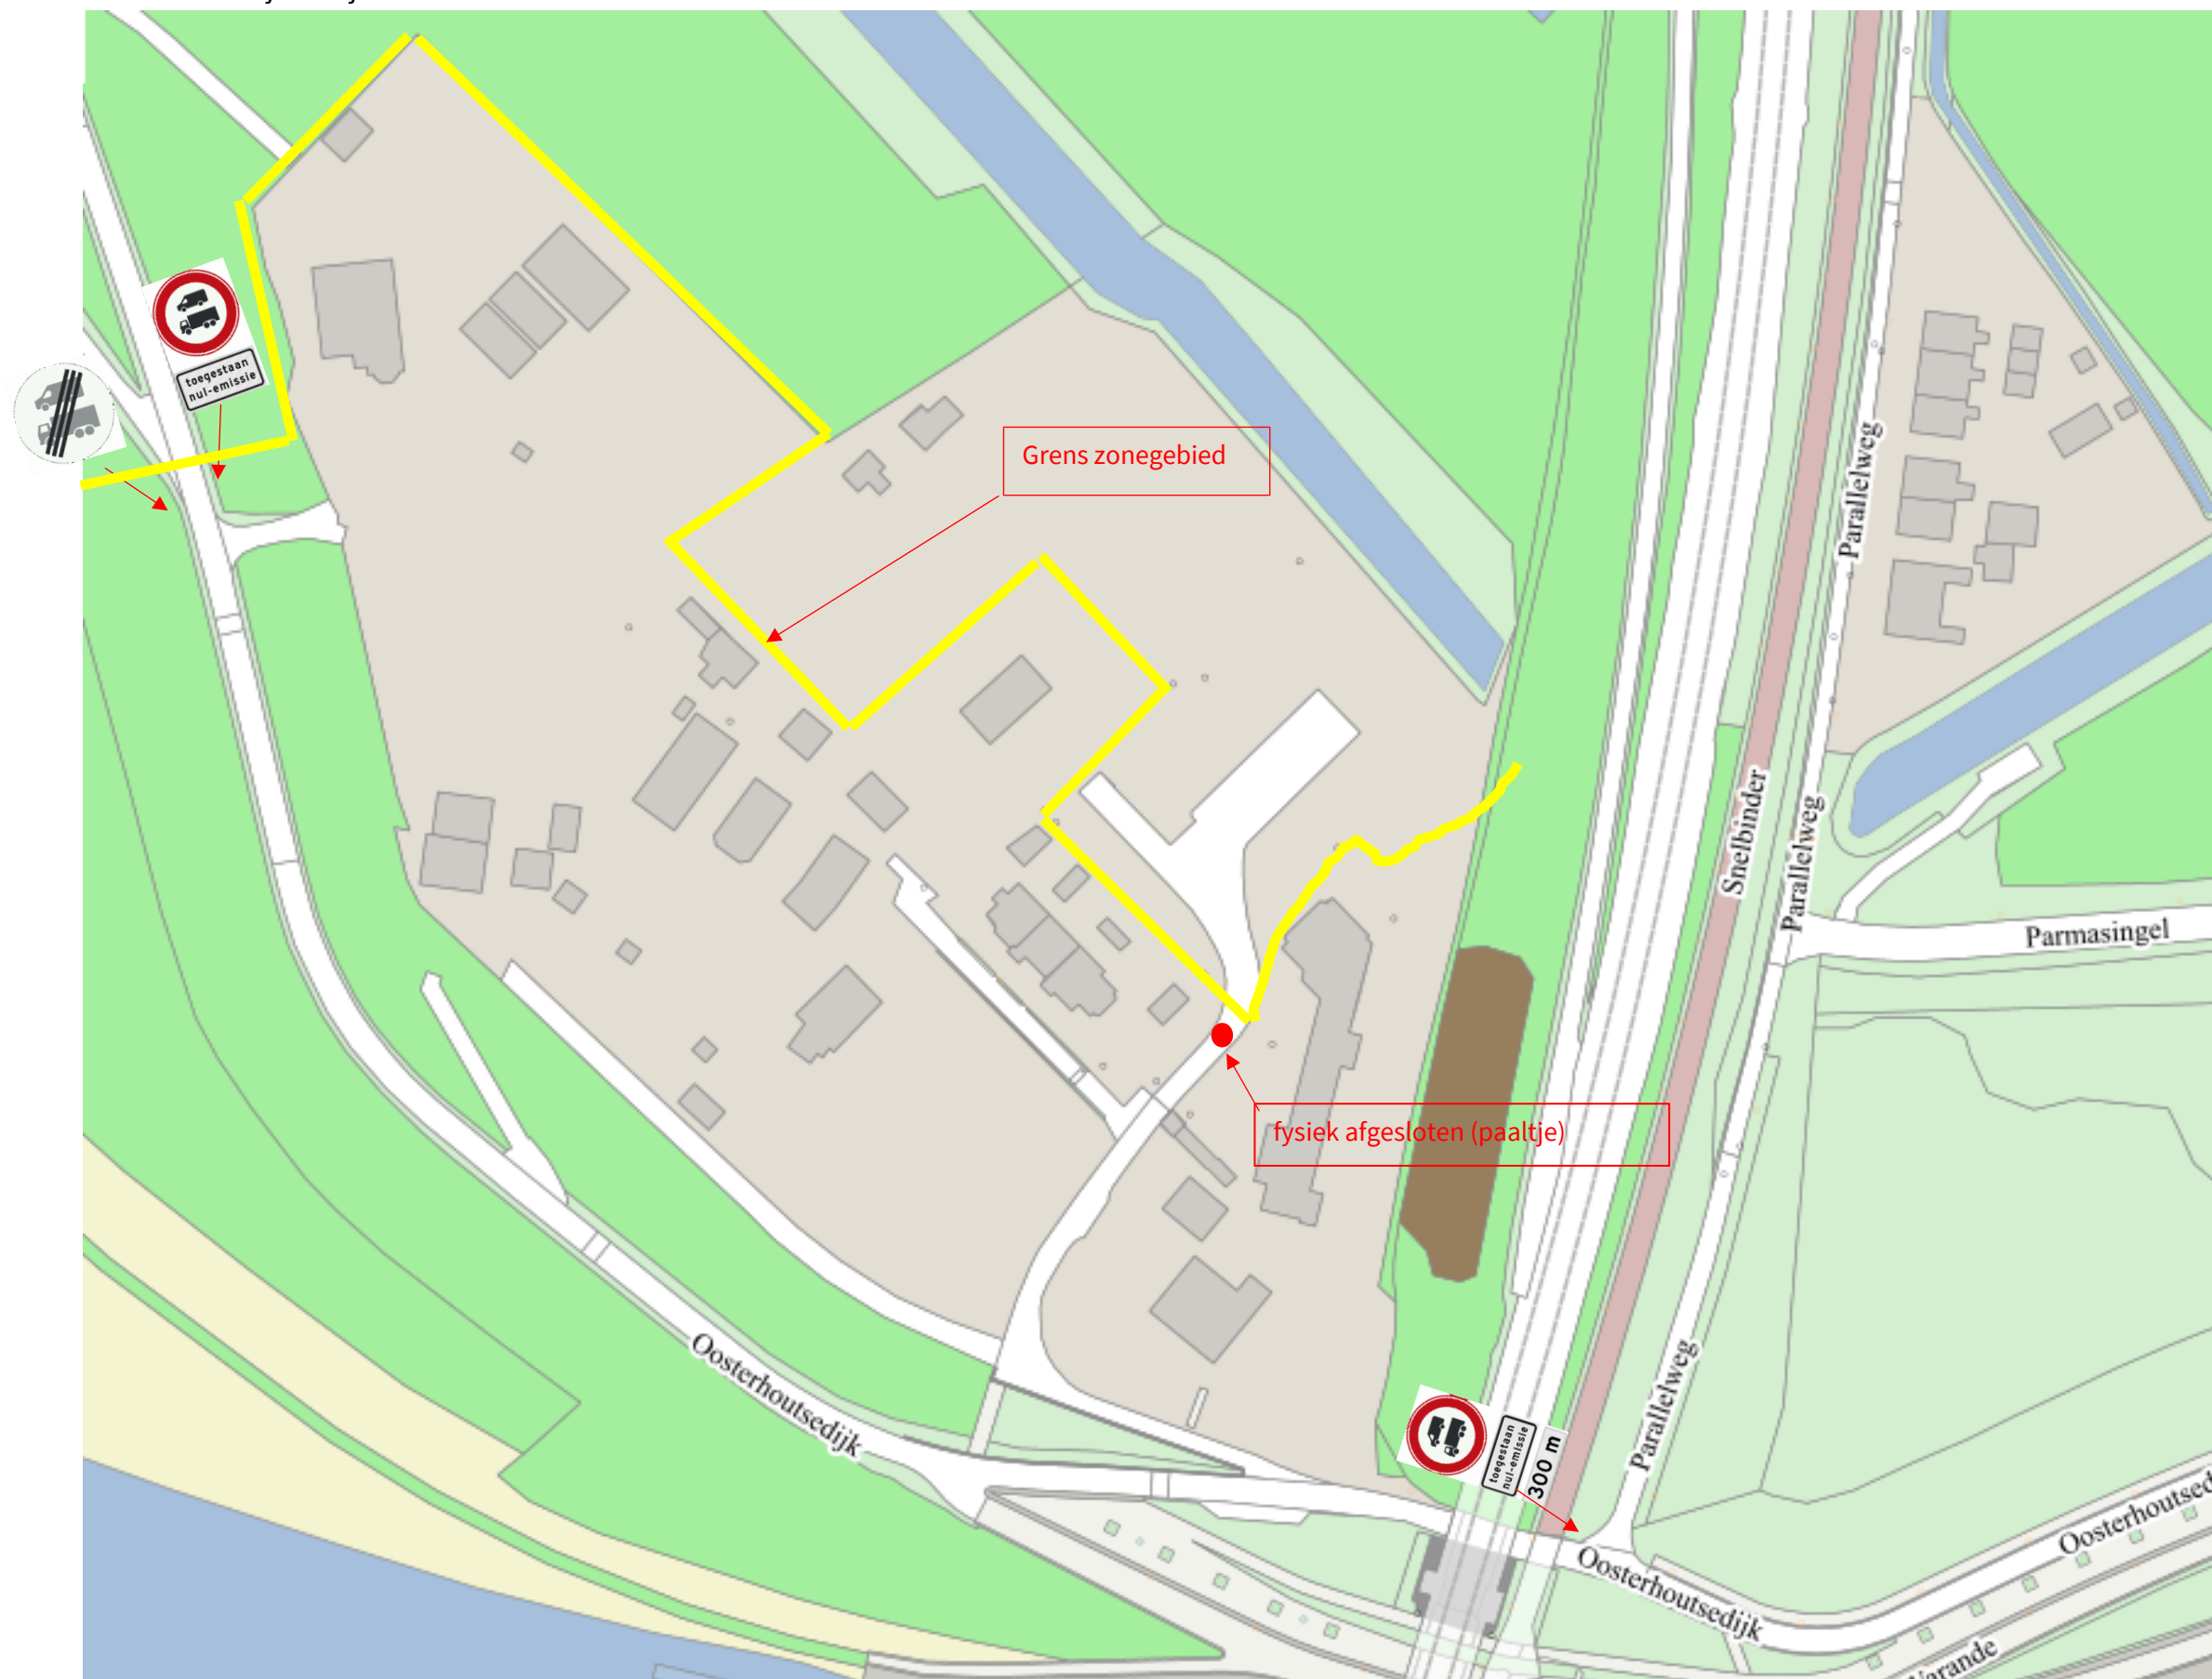 toegestaan
nul-emissie
Grens zonegebied
Parallelweg
Snelbinder
Parallelweg
Parmasingel
fysiek afgesloten (paaltje)
Oosterhoutsedijk
Parallelweg
toegestaan
nul-emissie
300 m
Oosterhoutsed
Oosterhoutsedijk
arande